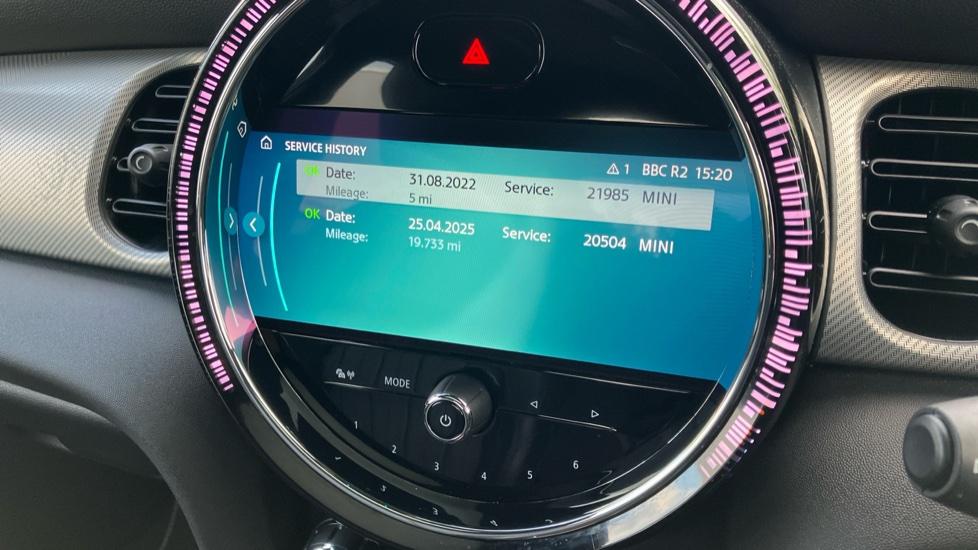 SERVICE HISTORY
1 BBC R2 15:20
OK Date: 31.08.2022 Service: 21985 MINI
Mileage: 5 mi
OK Date: 25.04.2025 Service: 20504 MINI
Mileage: 19.733 mi
MODE
1 2 3 4 5 6